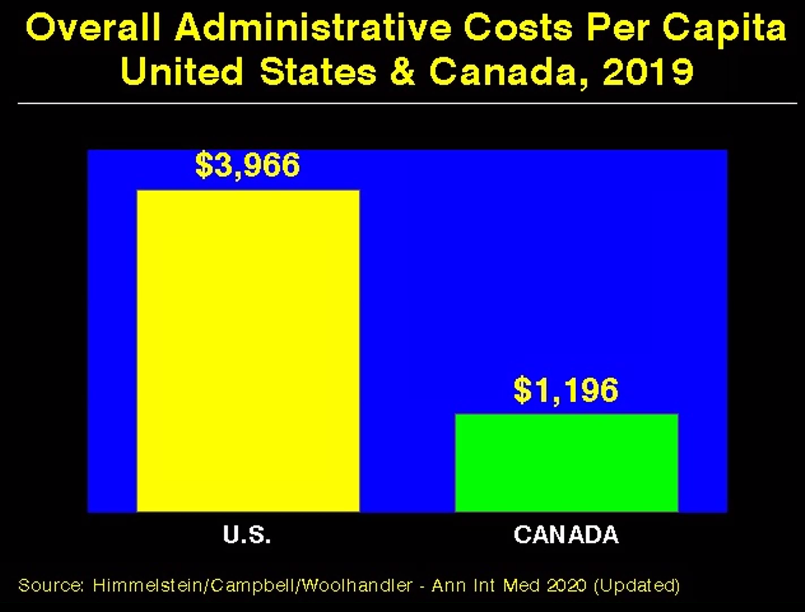 Overall Administrative Costs Per Capita
United States & Canada, 2019
$3,966
$1,196
U.S.
CANADA
Source: Himmelstein/Campbell/Woolhandler - Ann Int Med 2020 (Updated)